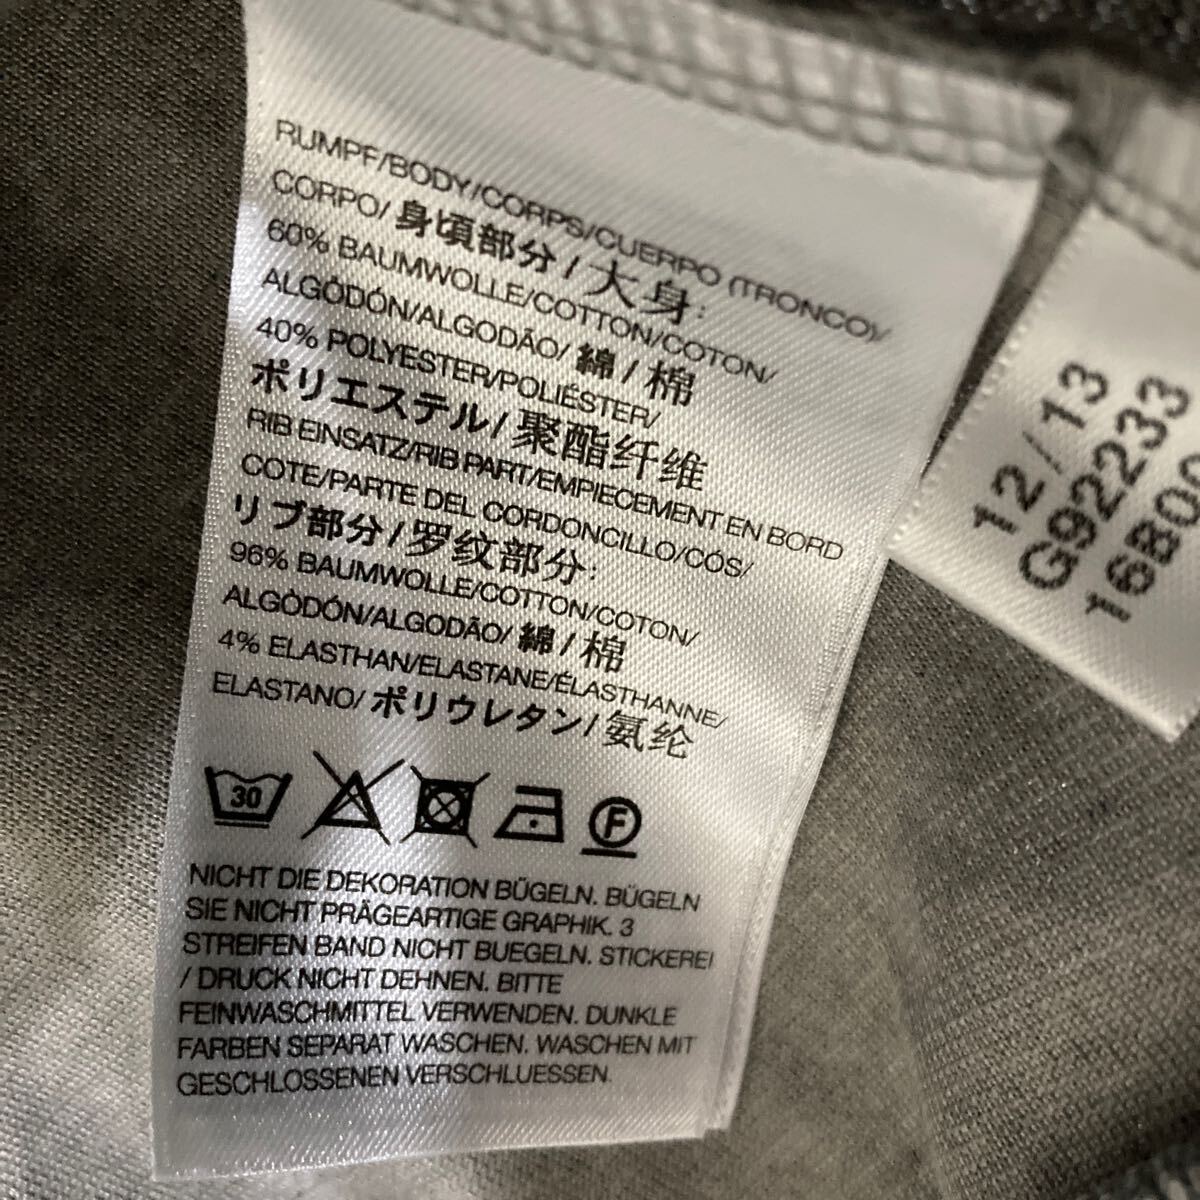 RUMPF/BODY/CORPS/CUERPO (TRONCO)/
CORPO/ 身頃部分 / 大身:
60% BAUMWOLLE/COTTON/COTON/
ALGÒDÓN/ALGODÃO/ 綿 / 棉
40% POLYESTER/POLIÉSTER/
ポリエステル/ 聚酯纤维
RIB EINSATZ/RIB PART/EMPIECEMENT EN BORD
COTE/PARTE DEL CORDONCILLO/CÓS/
リブ部分/ 罗纹部分:
96% BAUMWOLLE/COTTON/COTON/
ALGÒDÓN/ALGODÃO/ 綿 / 棉
4% ELASTHAN/ELASTANE/ÉLASTHANNE/
ELASTANO/ ポリウレタン/ 氨纶
30
F
NICHT DIE DEKORATION BÜGELN. BÜGELN
SIE NICHT PRÄGEARTIGE GRAPHIK. 3
STREIFEN BAND NICHT BUEGELN. STICKEREI
/ DRUCK NICHT DEHNEN. BITTE
FEINWASCHMITTEL VERWENDEN. DUNKLE
FARBEN SEPARAT WASCHEN. WASCHEN MIT
GESCHLOSSENEN VERSCHLUESSEN.
12/13
G92233